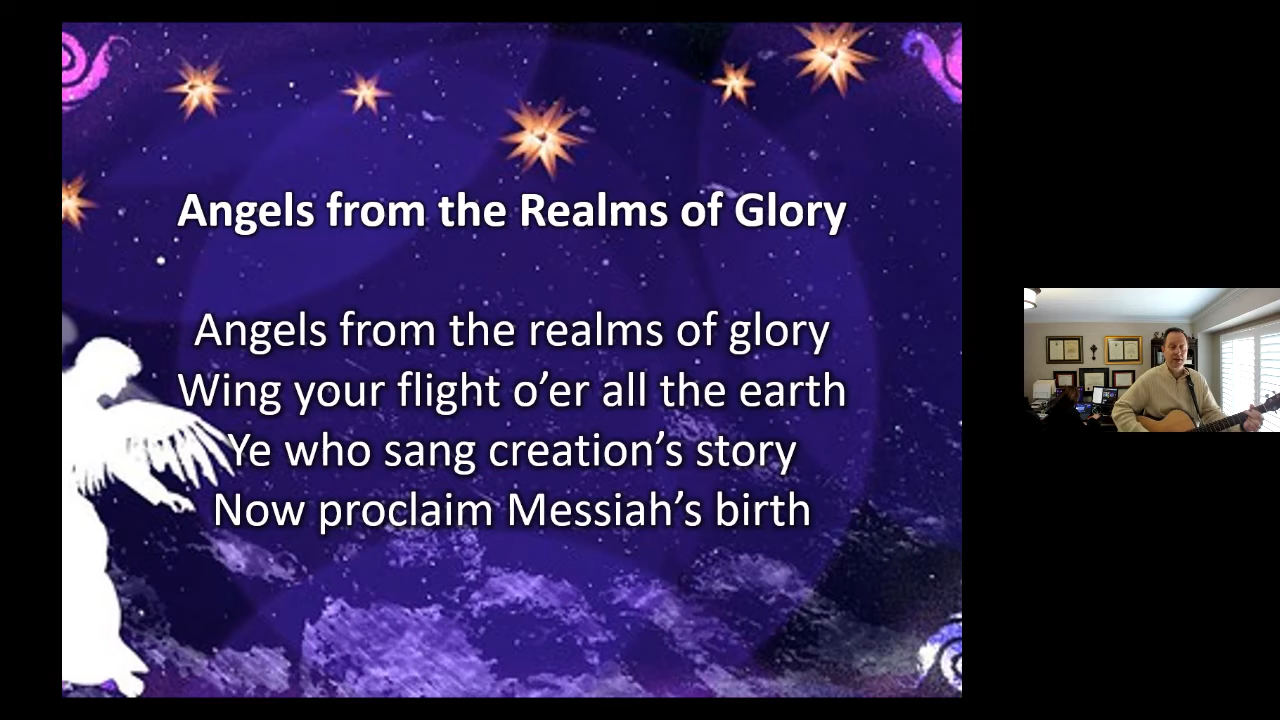 Angels from the Realms of Glory
Angels from the realms of glory
Wing your flight o’er all the earth
Ye who sang creation’s story
Now proclaim Messiah’s birth